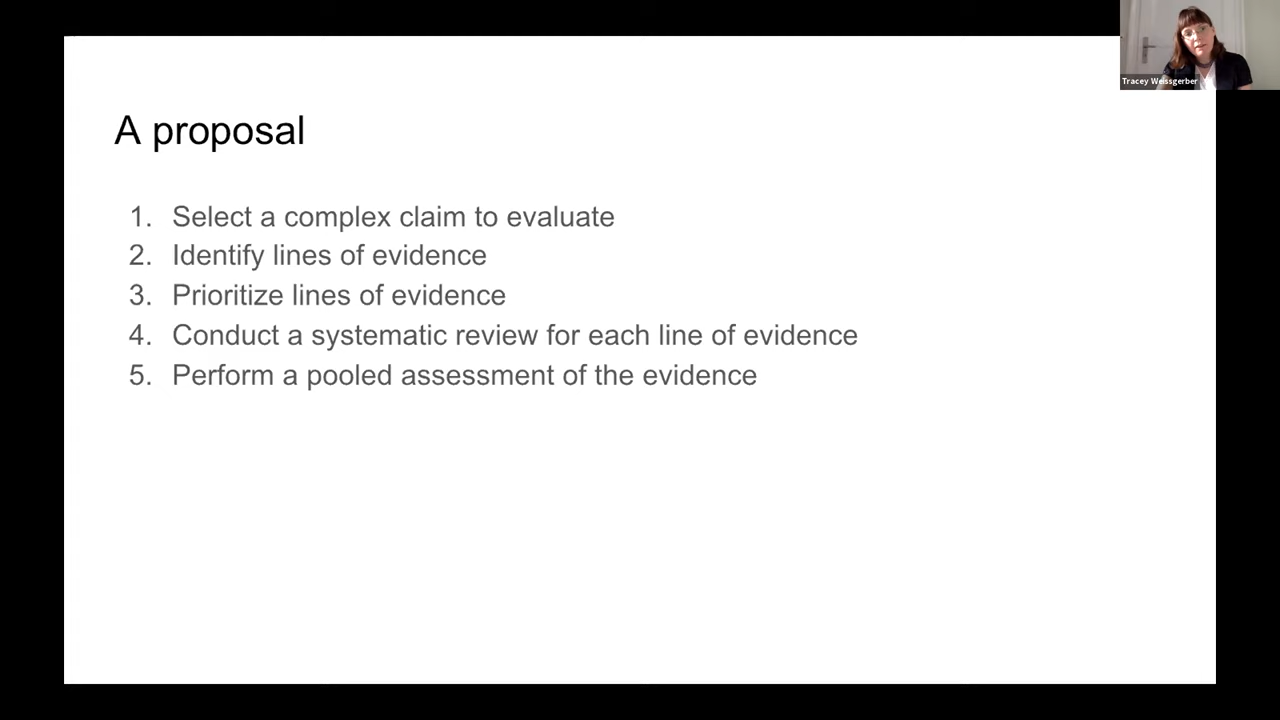 Tracey Weissgerber
A proposal
1. Select a complex claim to evaluate
2. Identify lines of evidence
3. Prioritize lines of evidence
4. Conduct a systematic review for each line of evidence
5. Perform a pooled assessment of the evidence